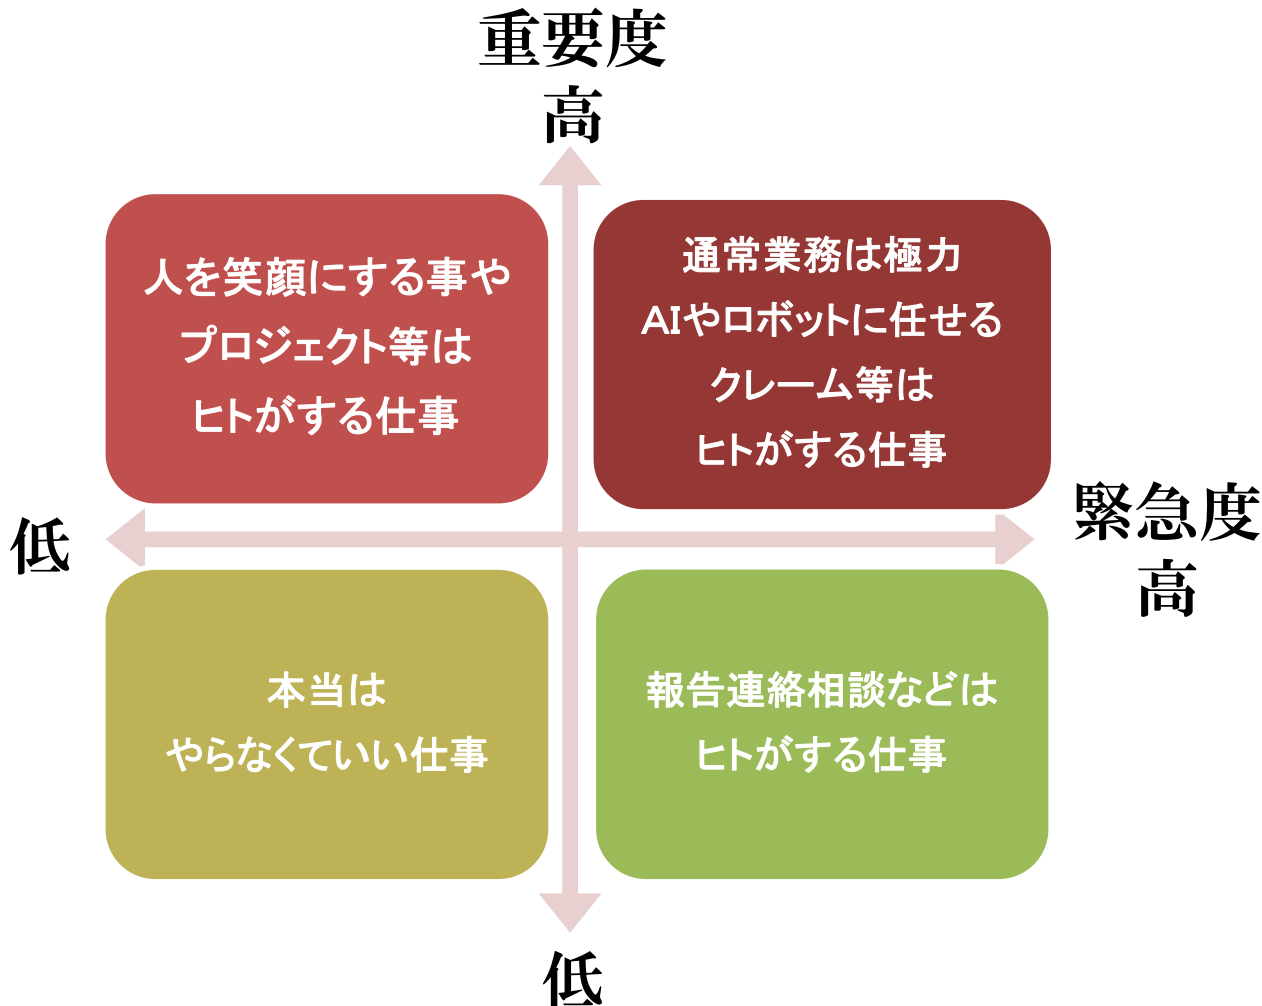 重要度
高
人を笑顔にする事や
プロジェクト等は
ヒトがする仕事
通常業務は極力
AIやロボットに任せる
クレーム等は
ヒトがする仕事
低
緊急度
高
本当は
やらなくていい仕事
報告連絡相談などは
ヒトがする仕事
低